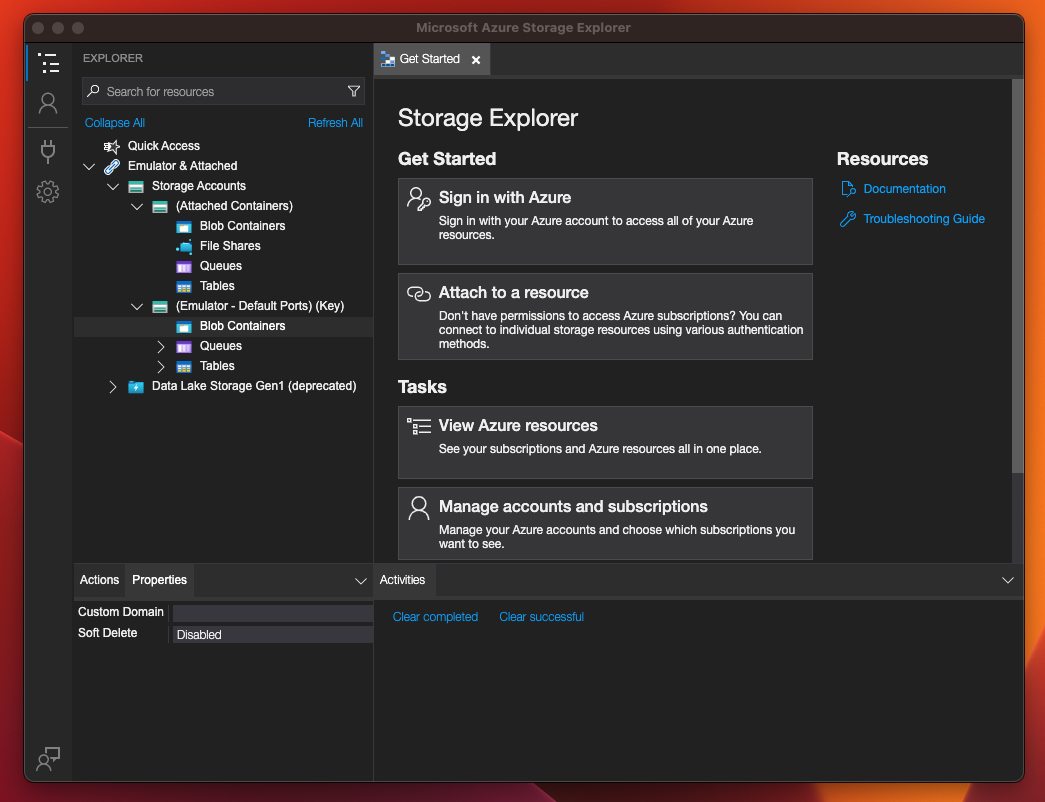 Microsoft Azure Storage Explorer
EXPLORER
Search for resources
Collapse All
Refresh All
Quick Access
Emulator & Attached
Storage Accounts
(Attached Containers)
Blob Containers
File Shares
Queues
Tables
(Emulator - Default Ports) (Key)
Blob Containers
Queues
Tables
Data Lake Storage Gen1 (deprecated)
Actions
Properties
Custom Domain
Soft Delete
Disabled
Get Started
Storage Explorer
Get Started
Sign in with Azure
Sign in with your Azure account to access all of your Azure
resources.
Attach to a resource
Don't have permissions to access Azure subscriptions? You can
connect to individual storage resources using various authentication
methods.
Tasks
View Azure resources
See your subscriptions and Azure resources all in one place.
Manage accounts and subscriptions
Manage your Azure accounts and choose which subscriptions you
want to see.
Resources
Documentation
Troubleshooting Guide
Activities
Clear completed
Clear successful